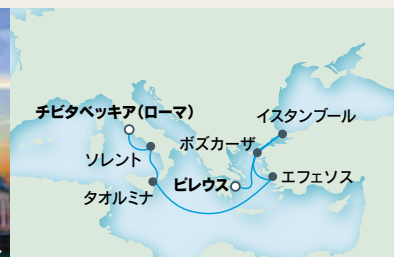 チビタベッキア(ローマ)
イスタンブール
ボズカーザ
ソレント
エフェソス
ピレウス
タオルミナ